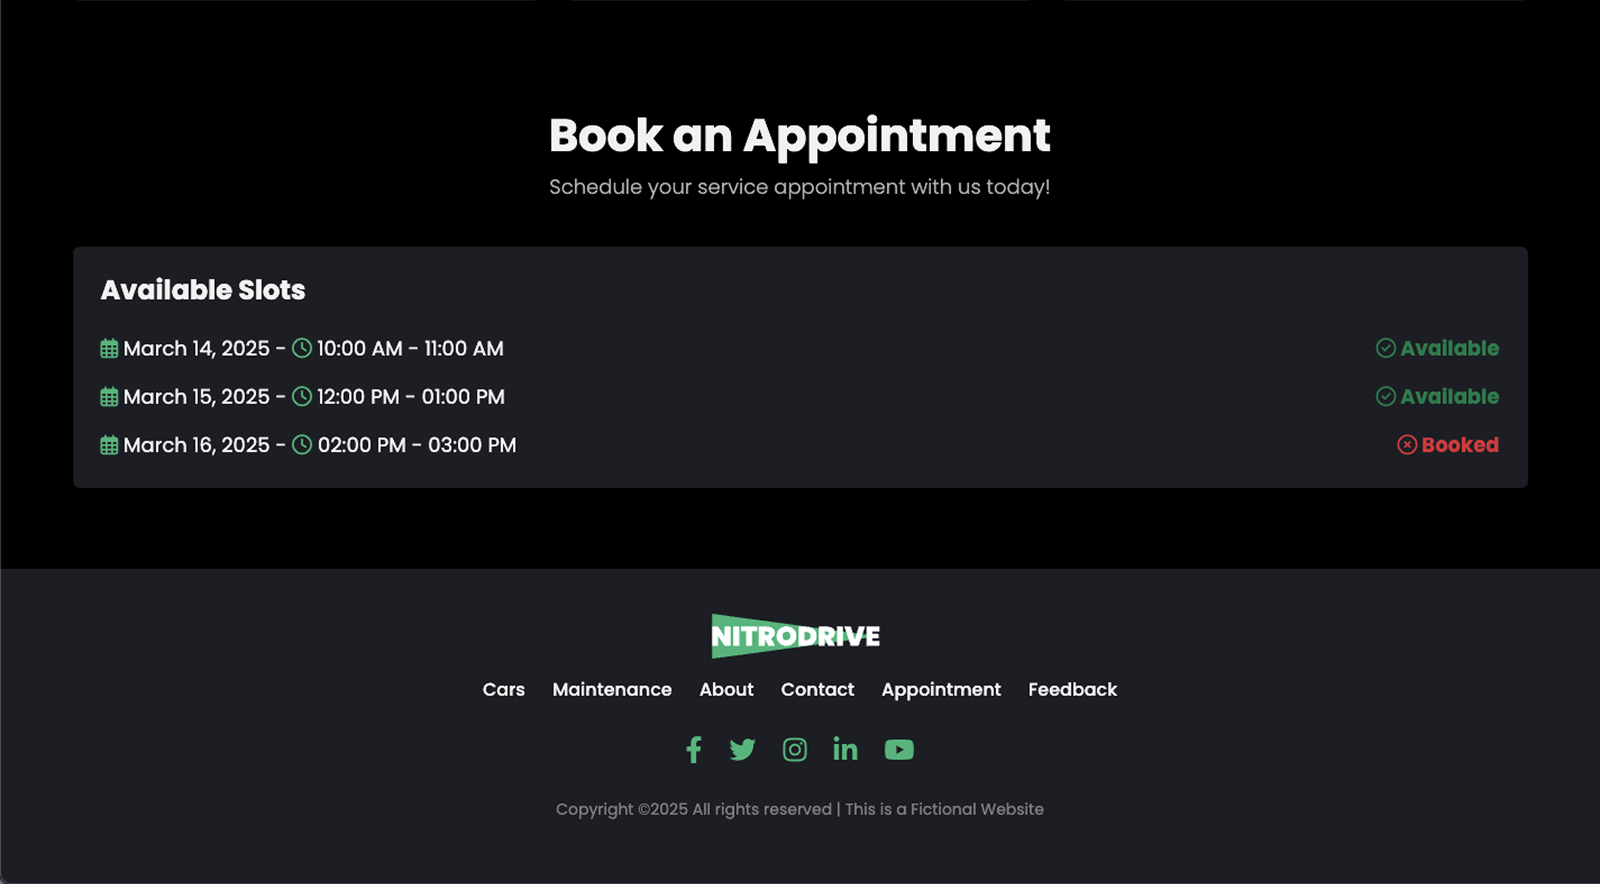 Book an Appointment
Schedule your service appointment with us today!
Available Slots
March 14, 2025 - 10:00 AM - 11:00 AM Available
March 15, 2025 - 12:00 PM - 01:00 PM Available
March 16, 2025 - 02:00 PM - 03:00 PM Booked
NITRODRIVE
Cars Maintenance About Contact Appointment Feedback
Copyright ©2025 All rights reserved | This is a Fictional Website